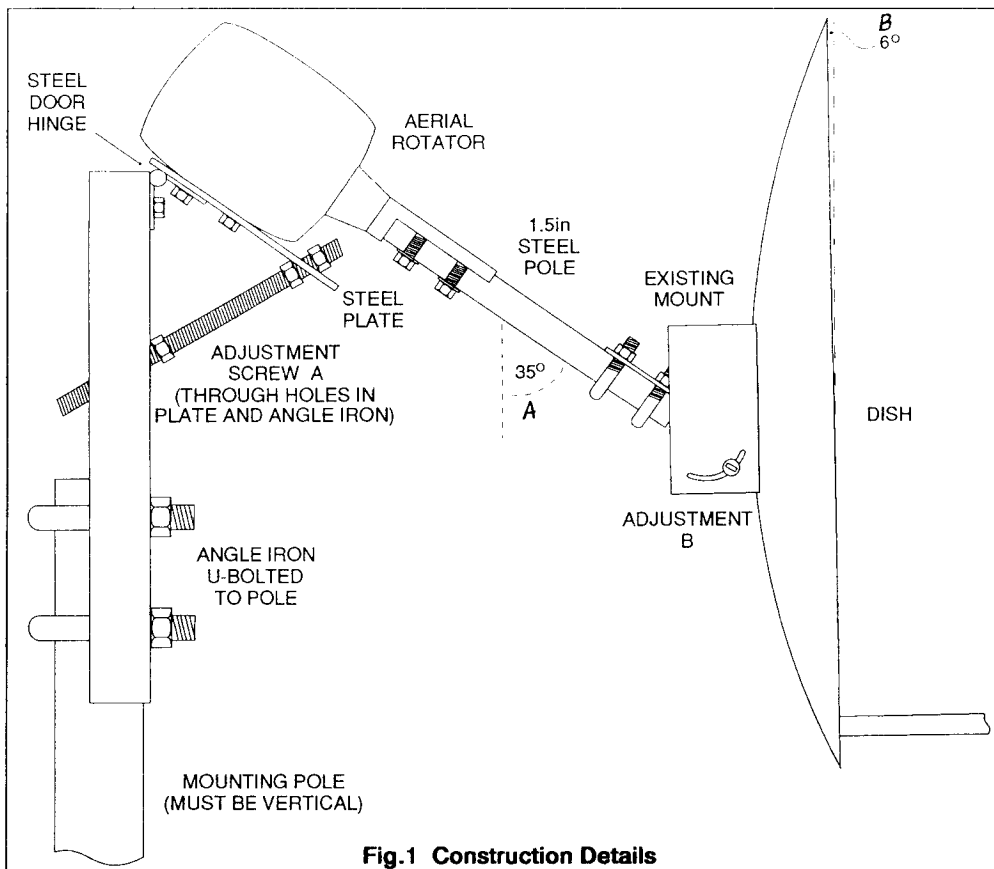 B
6°
STEEL
DOOR
HINGE
AERIAL
ROTATOR
1.5in
STEEL
POLE
EXISTING
MOUNT
STEEL
PLATE
ADJUSTMENT
SCREW A
(THROUGH HOLES IN
PLATE AND ANGLE IRON)
35°
A
DISH
ADJUSTMENT
B
ANGLE IRON
U-BOLTED
TO POLE
MOUNTING POLE
(MUST BE VERTICAL)
Fig.1 Construction Details